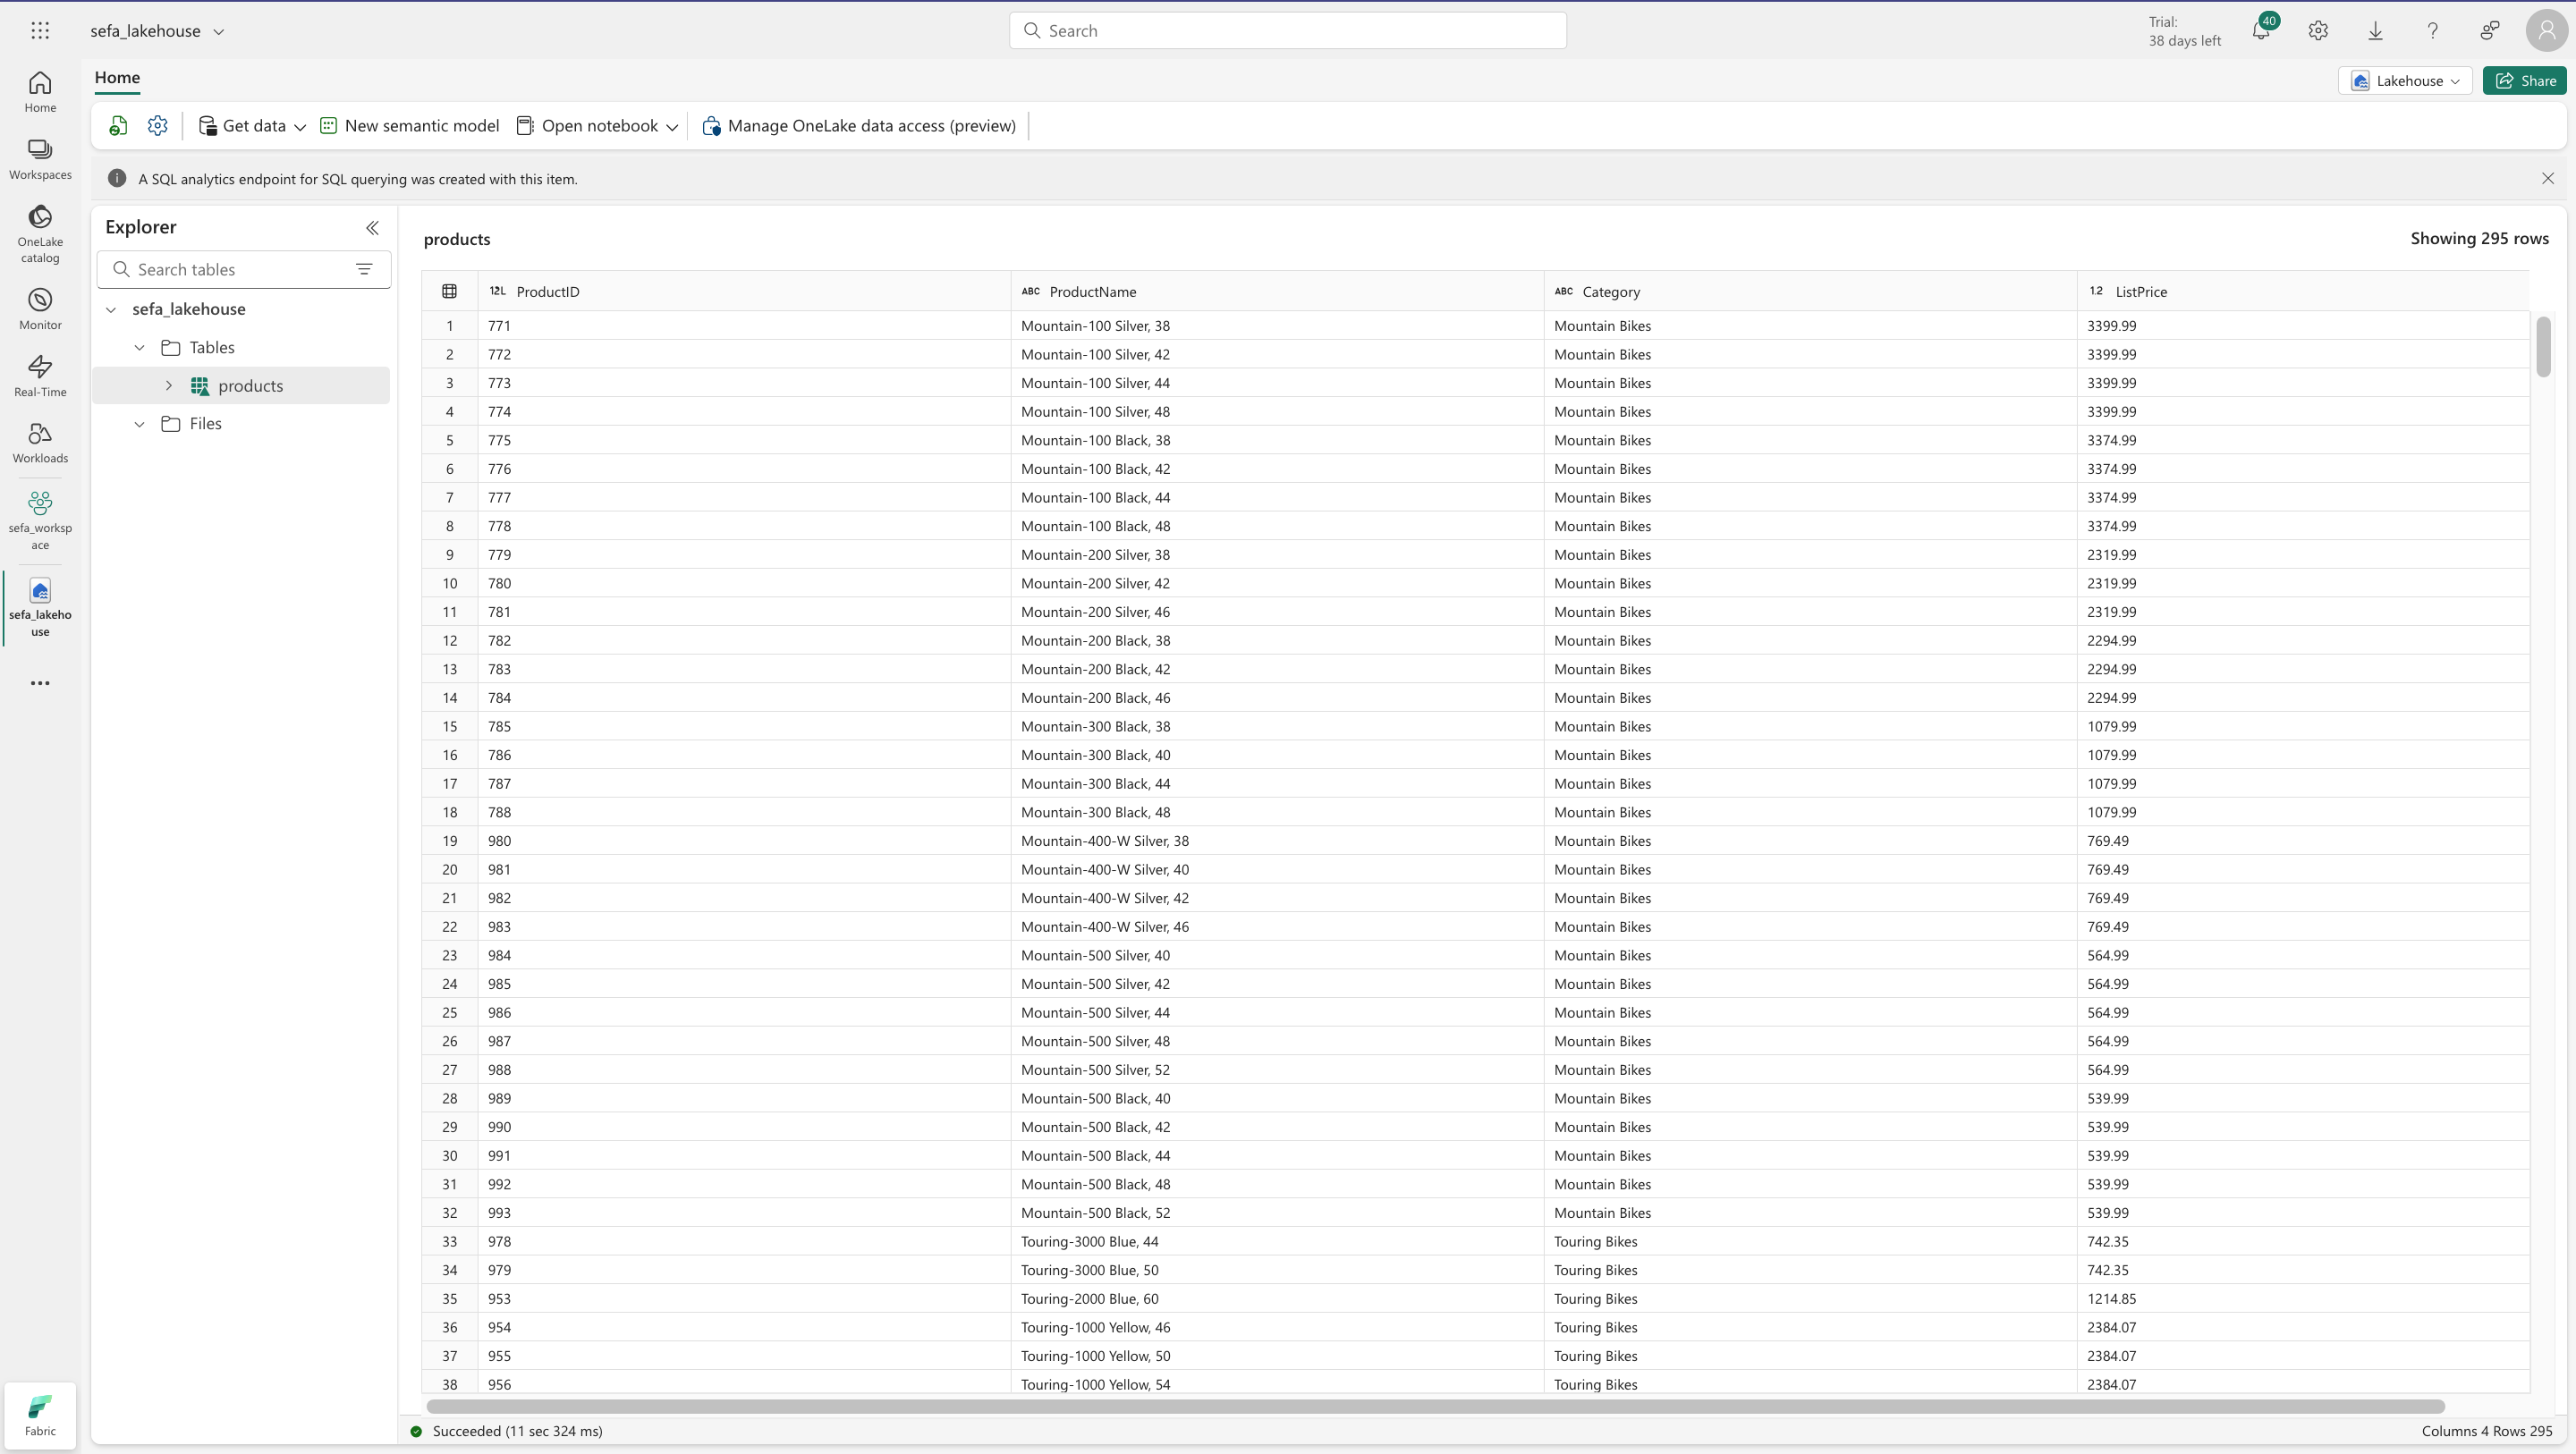 sefa_lakehouse
Search
Trial:
38 days left
40
Home
Lakehouse
Share
Get data
New semantic model
Open notebook
Manage OneLake data access (preview)
A SQL analytics endpoint for SQL querying was created with this item.
Home
Workspaces
OneLake
catalog
Monitor
Real-Time
Workloads
sefa_worksp
ace
sefa_lakeho
use
Fabric
Explorer
Search tables
sefa_lakehouse
Tables
products
Files
products
Showing 295 rows
12L ProductID ABC ProductName ABC Category 1.2 ListPrice
1 771 Mountain-100 Silver, 38 Mountain Bikes 3399.99
2 772 Mountain-100 Silver, 42 Mountain Bikes 3399.99
3 773 Mountain-100 Silver, 44 Mountain Bikes 3399.99
4 774 Mountain-100 Silver, 48 Mountain Bikes 3399.99
5 775 Mountain-100 Black, 38 Mountain Bikes 3374.99
6 776 Mountain-100 Black, 42 Mountain Bikes 3374.99
7 777 Mountain-100 Black, 44 Mountain Bikes 3374.99
8 778 Mountain-100 Black, 48 Mountain Bikes 3374.99
9 779 Mountain-200 Silver, 38 Mountain Bikes 2319.99
10 780 Mountain-200 Silver, 42 Mountain Bikes 2319.99
11 781 Mountain-200 Silver, 46 Mountain Bikes 2319.99
12 782 Mountain-200 Black, 38 Mountain Bikes 2294.99
13 783 Mountain-200 Black, 42 Mountain Bikes 2294.99
14 784 Mountain-200 Black, 46 Mountain Bikes 2294.99
15 785 Mountain-300 Black, 38 Mountain Bikes 1079.99
16 786 Mountain-300 Black, 40 Mountain Bikes 1079.99
17 787 Mountain-300 Black, 44 Mountain Bikes 1079.99
18 788 Mountain-300 Black, 48 Mountain Bikes 1079.99
19 980 Mountain-400-W Silver, 38 Mountain Bikes 769.49
20 981 Mountain-400-W Silver, 40 Mountain Bikes 769.49
21 982 Mountain-400-W Silver, 42 Mountain Bikes 769.49
22 983 Mountain-400-W Silver, 46 Mountain Bikes 769.49
23 984 Mountain-500 Silver, 40 Mountain Bikes 564.99
24 985 Mountain-500 Silver, 42 Mountain Bikes 564.99
25 986 Mountain-500 Silver, 44 Mountain Bikes 564.99
26 987 Mountain-500 Silver, 48 Mountain Bikes 564.99
27 988 Mountain-500 Silver, 52 Mountain Bikes 564.99
28 989 Mountain-500 Black, 40 Mountain Bikes 539.99
29 990 Mountain-500 Black, 42 Mountain Bikes 539.99
30 991 Mountain-500 Black, 44 Mountain Bikes 539.99
31 992 Mountain-500 Black, 48 Mountain Bikes 539.99
32 993 Mountain-500 Black, 52 Mountain Bikes 539.99
33 978 Touring-3000 Blue, 44 Touring Bikes 742.35
34 979 Touring-3000 Blue, 50 Touring Bikes 742.35
35 953 Touring-2000 Blue, 60 Touring Bikes 1214.85
36 954 Touring-1000 Yellow, 46 Touring Bikes 2384.07
37 955 Touring-1000 Yellow, 50 Touring Bikes 2384.07
38 956 Touring-1000 Yellow, 54 Touring Bikes 2384.07
Succeeded (11 sec 324 ms)
Columns 4 Rows 295